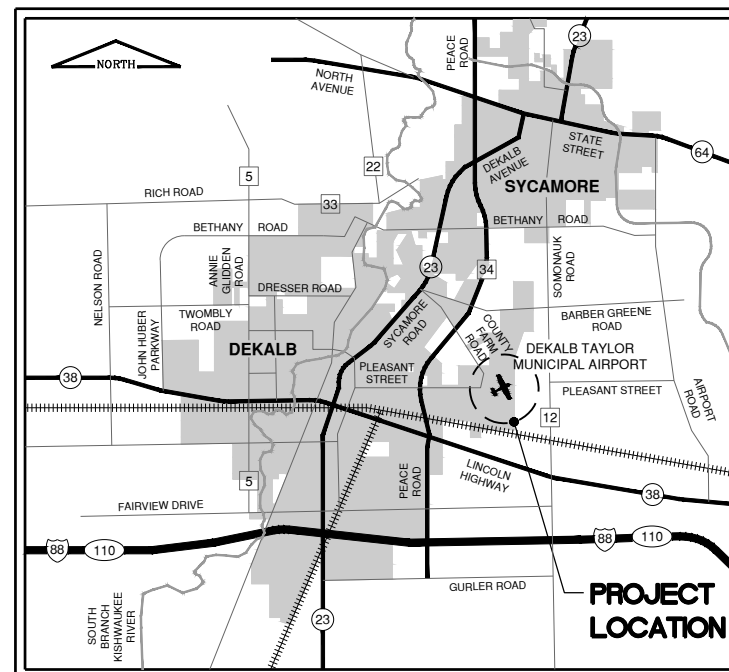 NORTH
23
PEACE
ROAD
NORTH
AVENUE
STATE
STREET
64
DEKALB
AVENUE
22
5
SYCAMORE
RICH ROAD
33
BETHANY ROAD
BETHANY ROAD
NELSON ROAD
ANNIE
GLIDDEN
ROAD
23
34
SOMONAUK
ROAD
DRESSER ROAD
TWOMBLY
ROAD
JOHN HUBER
PARKWAY
SYCAMORE
ROAD
COUNTY
FARM
ROAD
BARBER GREENE
ROAD
DEKALB
DEKALB TAYLOR
MUNICIPAL AIRPORT
PLEASANT
STREET
PLEASANT STREET
AIRPORT
ROAD
38
12
LINCOLN
HIGHWAY
PEACE
ROAD
5
38
FAIRVIEW DRIVE
88
110
88
110
GURLER ROAD
PROJECT
LOCATION
SOUTH
BRANCH
KISHWAUKEE
RIVER
23